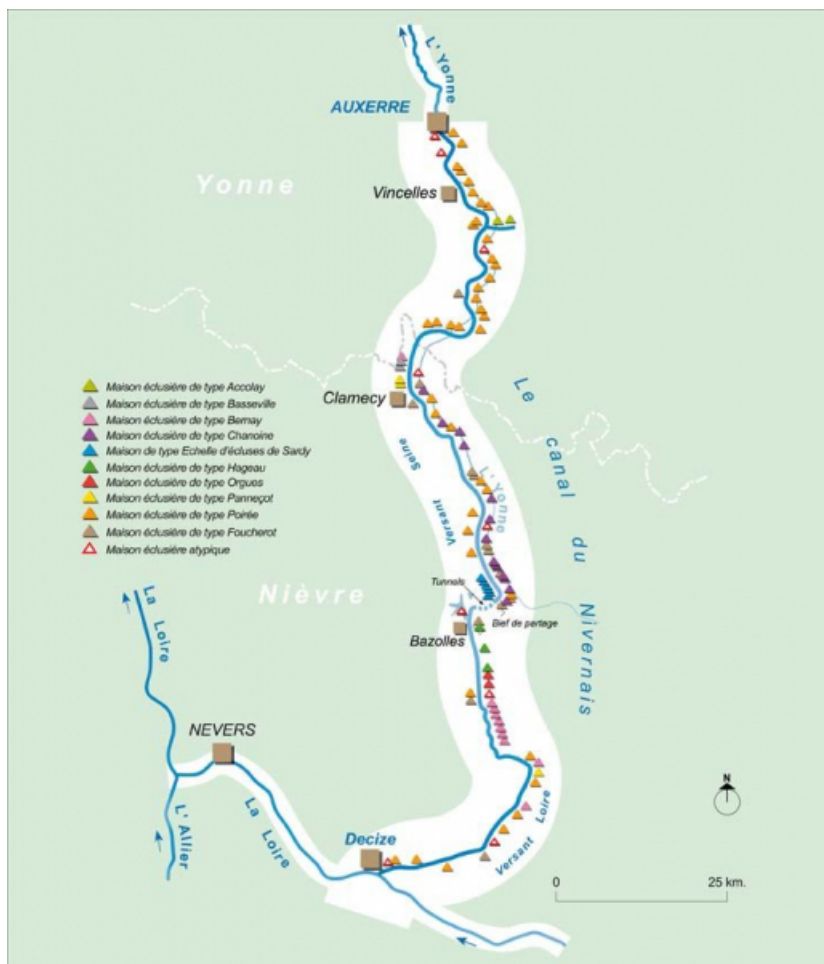 L' Yonne
AUXERRE
Yonne
Vincelles
Maison éclusière de type Accolay
Maison éclusière de type Basseville
Maison éclusière de type Bernay
Maison éclusière de type Chanoine
Maison de type Echelle d'écluses de Sardy
Maison éclusière de type Hageau
Maison éclusière de type Orgues
Maison éclusière de type Panneçot
Maison éclusière de type Poirée
Maison éclusière de type Foucherot
Maison éclusière atypique
Clamecy
Le canal du Nivernais
Versant Seine
L' Yonne
Tunnels
Nièvre
Bief de partage
Bazolles
La Loire
NEVERS
N
L' Allier
La Loire
Decize
Versant Loire
0 25 km.